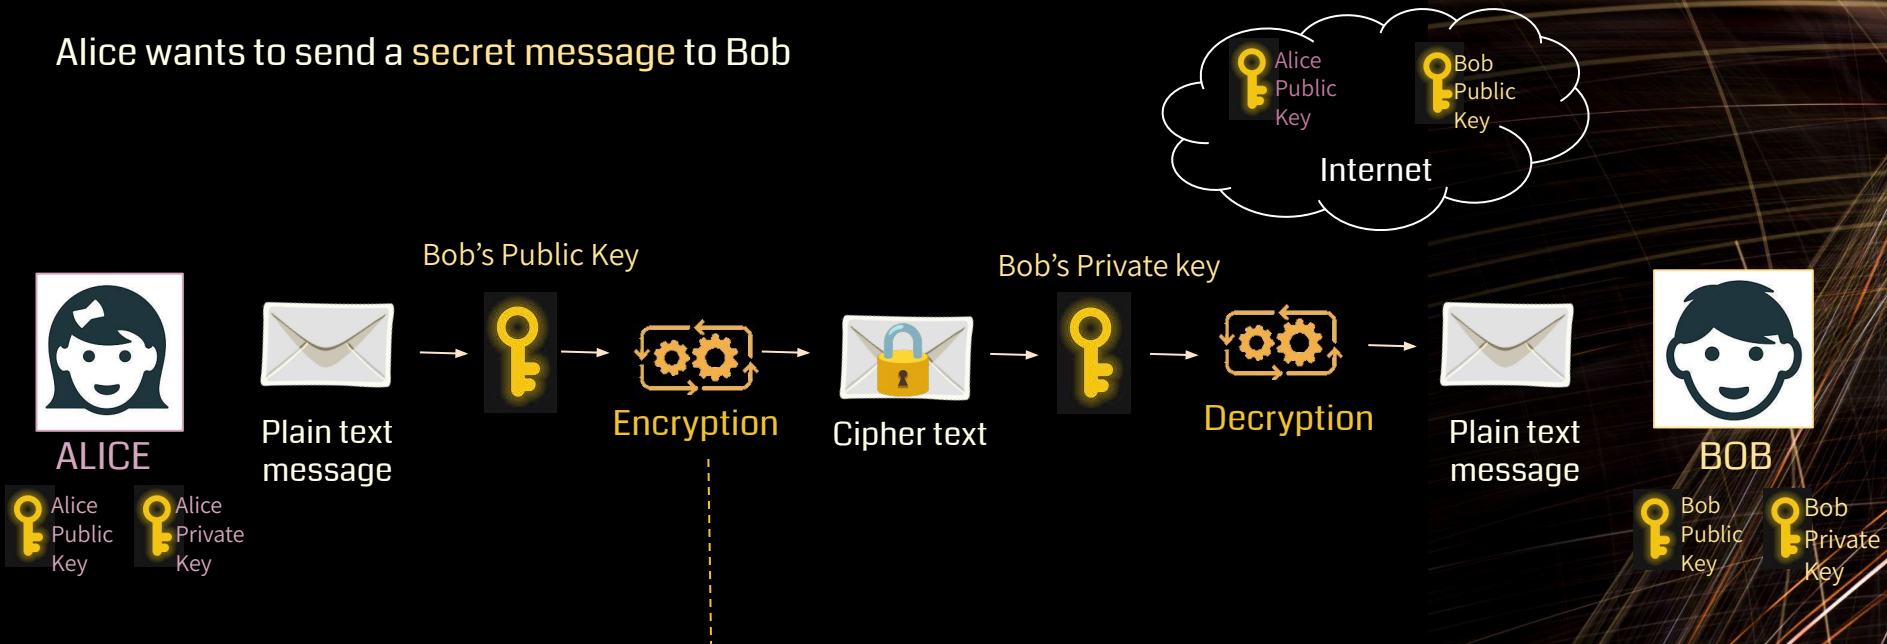 Alice wants to send a secret message to Bob
Alice
Public
Key
Bob
Public
Key
Internet
Bob’s Public Key
Bob’s Private key
Encryption
Decryption
Cipher text
Plain text
message
Plain text
message
ALICE
BOB
Alice
Public
Key
Alice
Private
Key
Bob
Public
Key
Bob
Private
Key